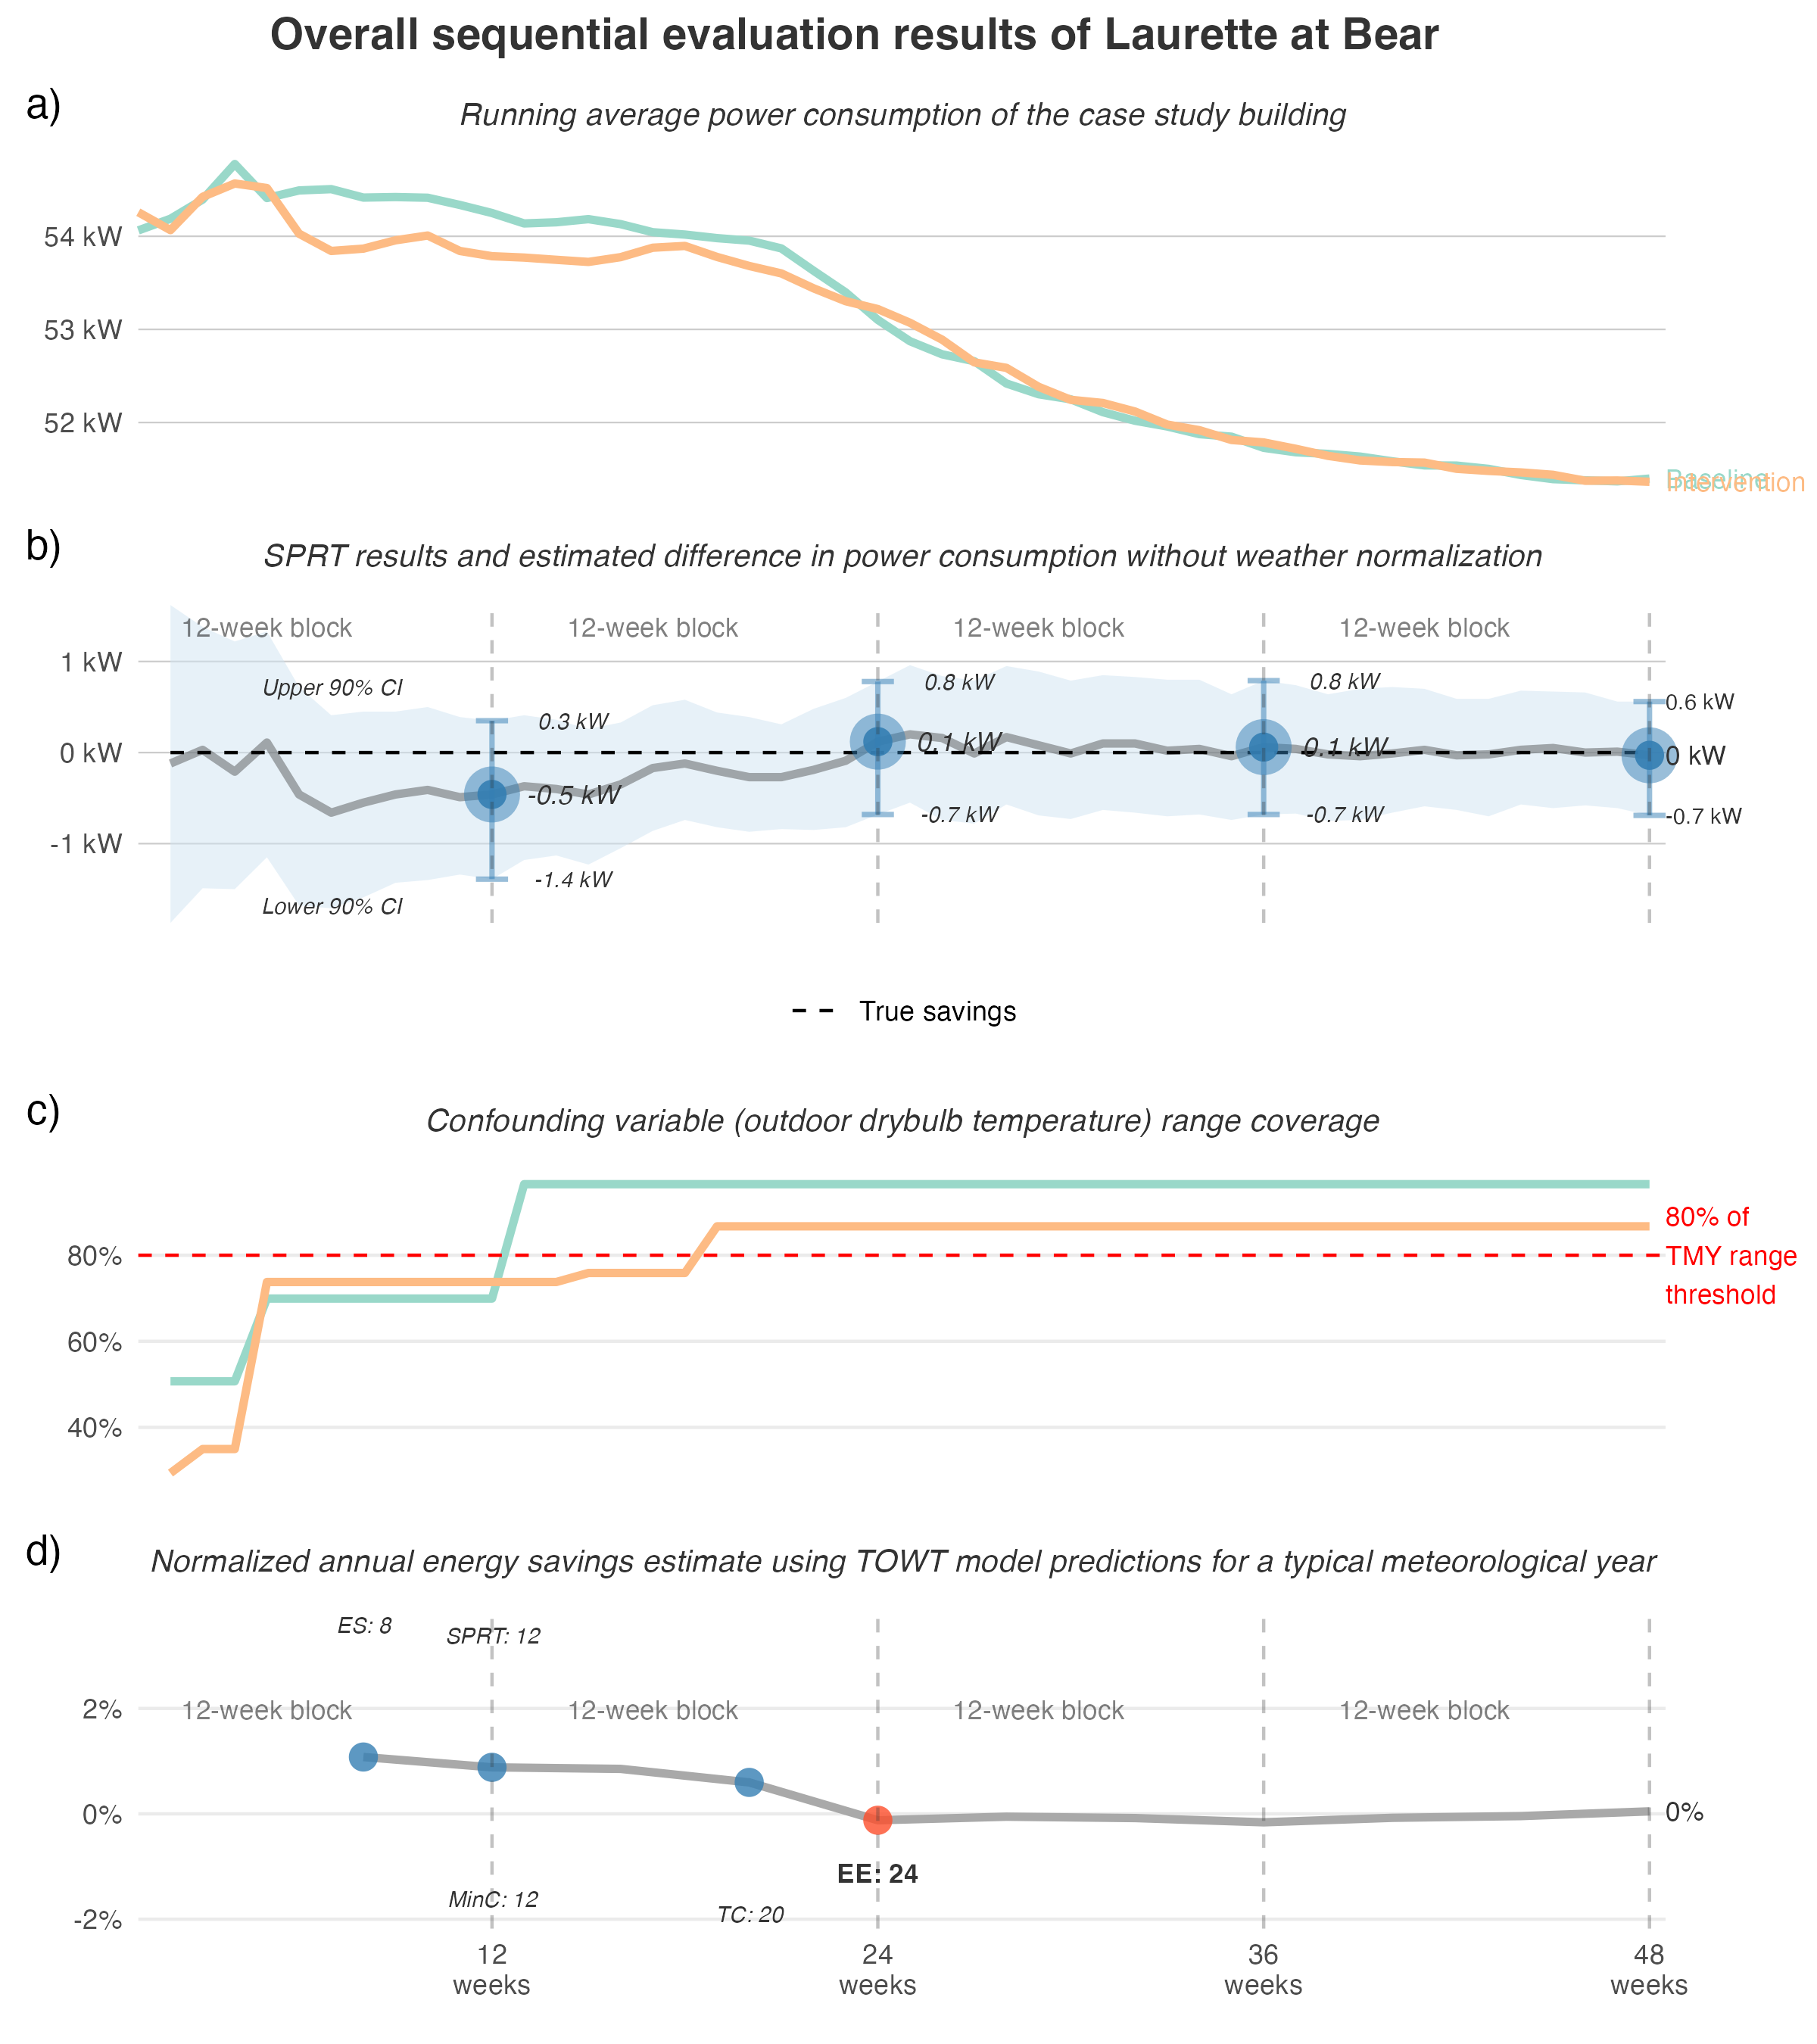 Overall sequential evaluation results of Laurette at Bear
a)
Running average power consumption of the case study building
54 kW
53 kW
52 kW
Baseline
Intervention
b)
SPRT results and estimated difference in power consumption without weather normalization
12-week block
12-week block
12-week block
12-week block
1 kW
0 kW
-1 kW
Upper 90% CI
Lower 90% CI
0.3 kW
-0.5 kW
-1.4 kW
0.8 kW
0.1 kW
-0.7 kW
0.8 kW
0.1 kW
-0.7 kW
0.6 kW
0 kW
-0.7 kW
True savings
c)
Confounding variable (outdoor drybulb temperature) range coverage
80%
60%
40%
80% of
TMY range
threshold
d)
Normalized annual energy savings estimate using TOWT model predictions for a typical meteorological year
ES: 8
SPRT: 12
2%
12-week block
12-week block
12-week block
12-week block
0%
0%
EE: 24
MinC: 12
TC: 20
-2%
12
weeks
24
weeks
36
weeks
48
weeks